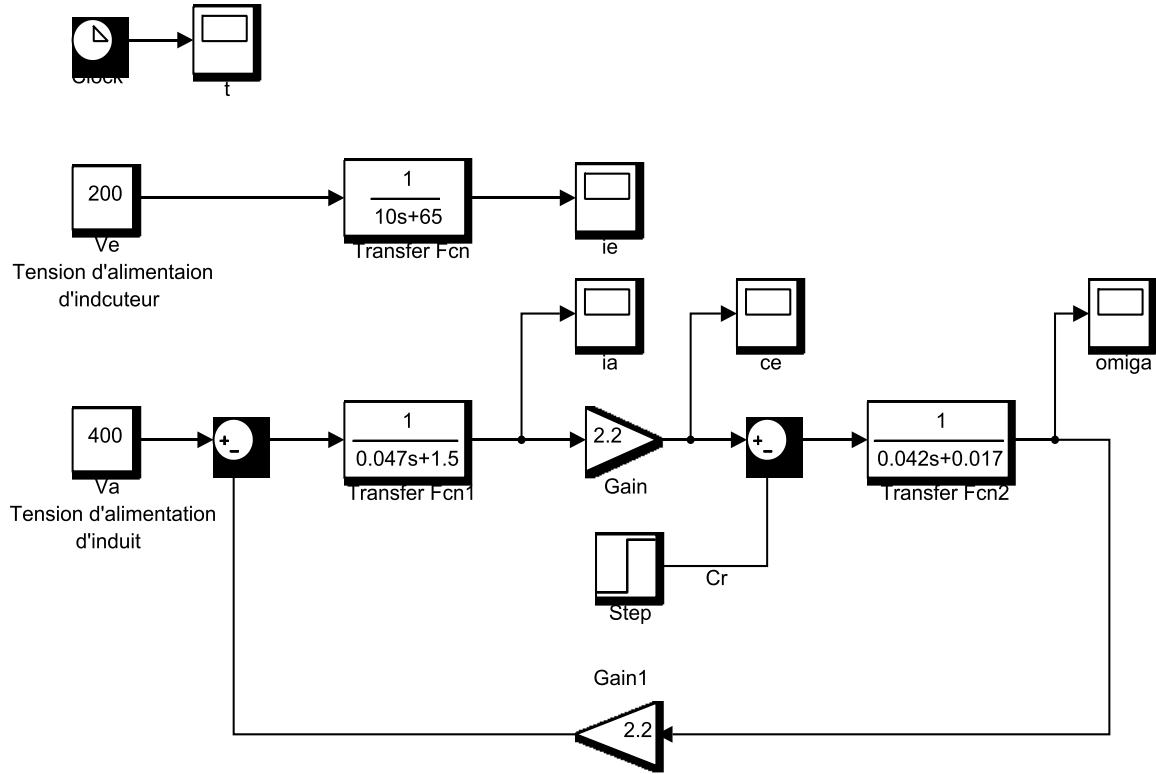 Clock
t
200
Ve
Tension d'alimentaion
d'indcuteur
1
10s+65
Transfer Fcn
ie
ia
ce
omiga
400
Va
Tension d'alimentation
d'induit
+
−
1
0.047s+1.5
Transfer Fcn1
2.2
Gain
+
−
1
0.042s+0.017
Transfer Fcn2
Step
Cr
Gain1
2.2